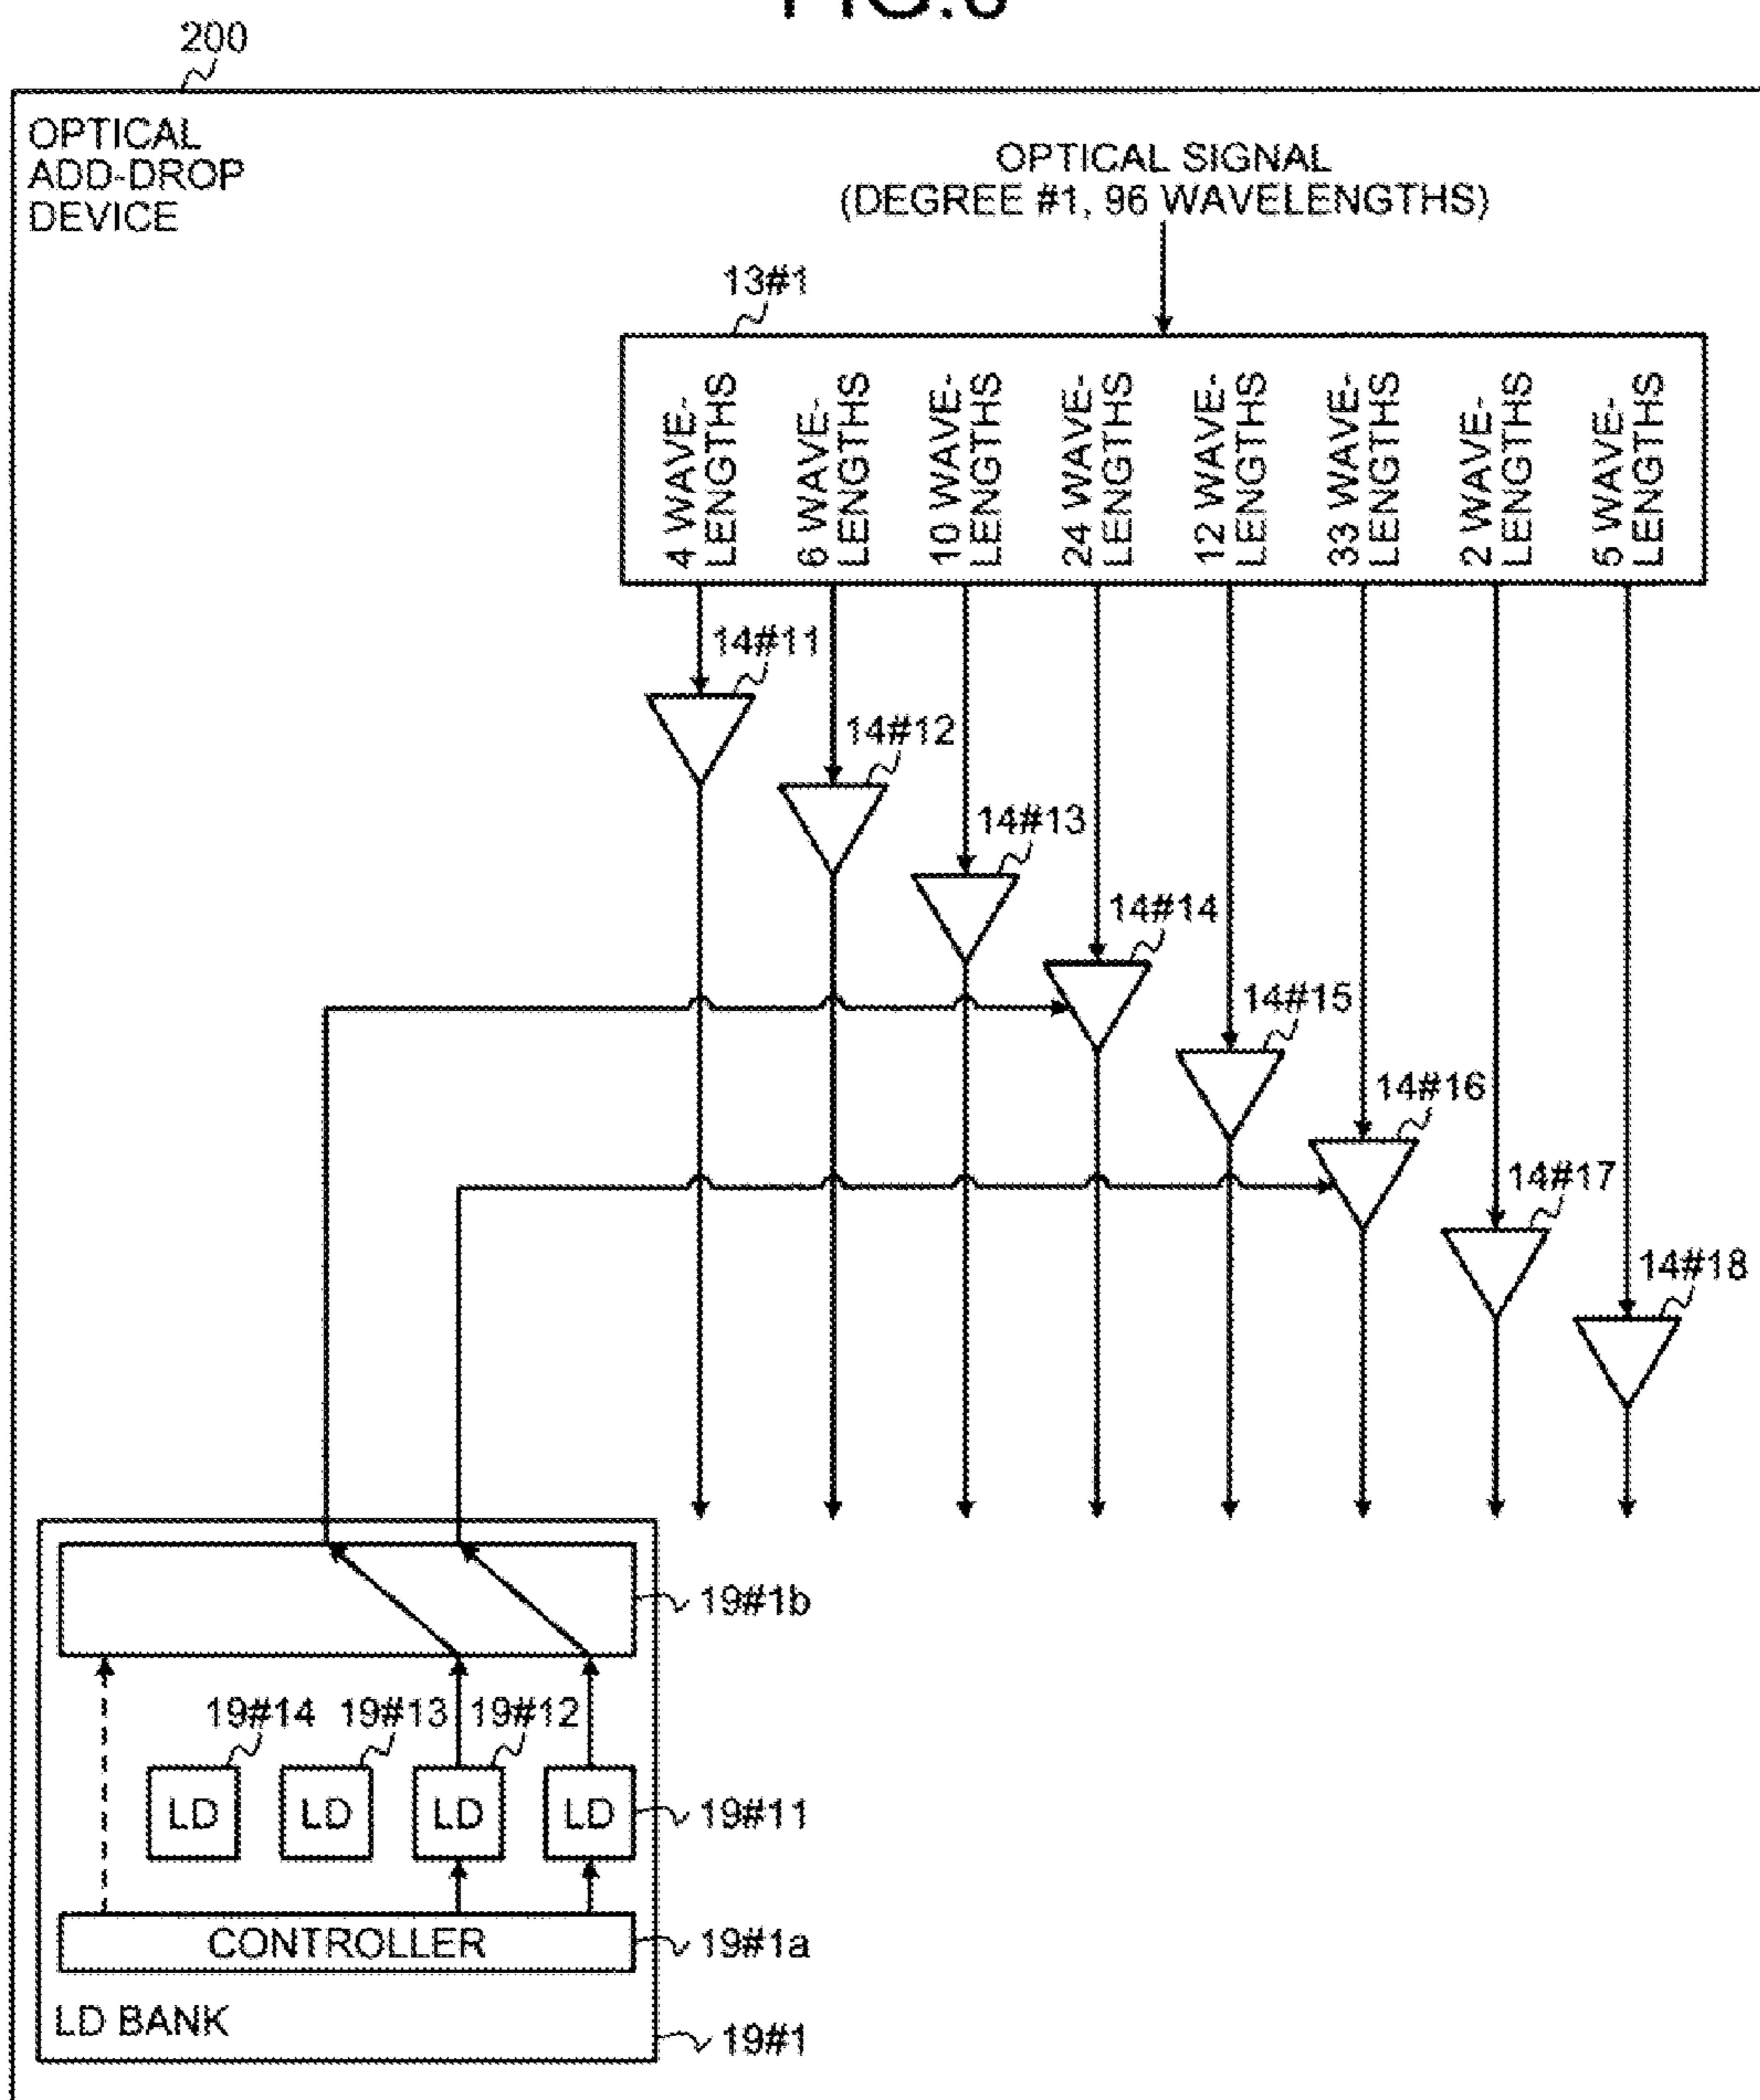 200
OPTICAL
ADD-DROP
DEVICE
OPTICAL SIGNAL
(DEGREE #1, 96 WAVELENGTHS)
13#1
4 WAVE-
LENGTHS
6 WAVE-
LENGTHS
10 WAVE-
LENGTHS
24 WAVE-
LENGTHS
12 WAVE-
LENGTHS
33 WAVE-
LENGTHS
2 WAVE-
LENGTHS
5 WAVE-
LENGTHS
14#11
14#12
14#13
14#14
14#15
14#16
14#17
14#18
19#1b
19#14 19#13 19#12
LD LD LD LD
19#11
CONTROLLER
19#1a
LD BANK
19#1